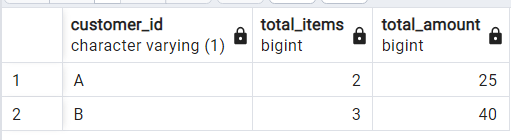 customer_id total_items total_amount
character varying (1) bigint bigint
1 A 2 25
2 B 3 40